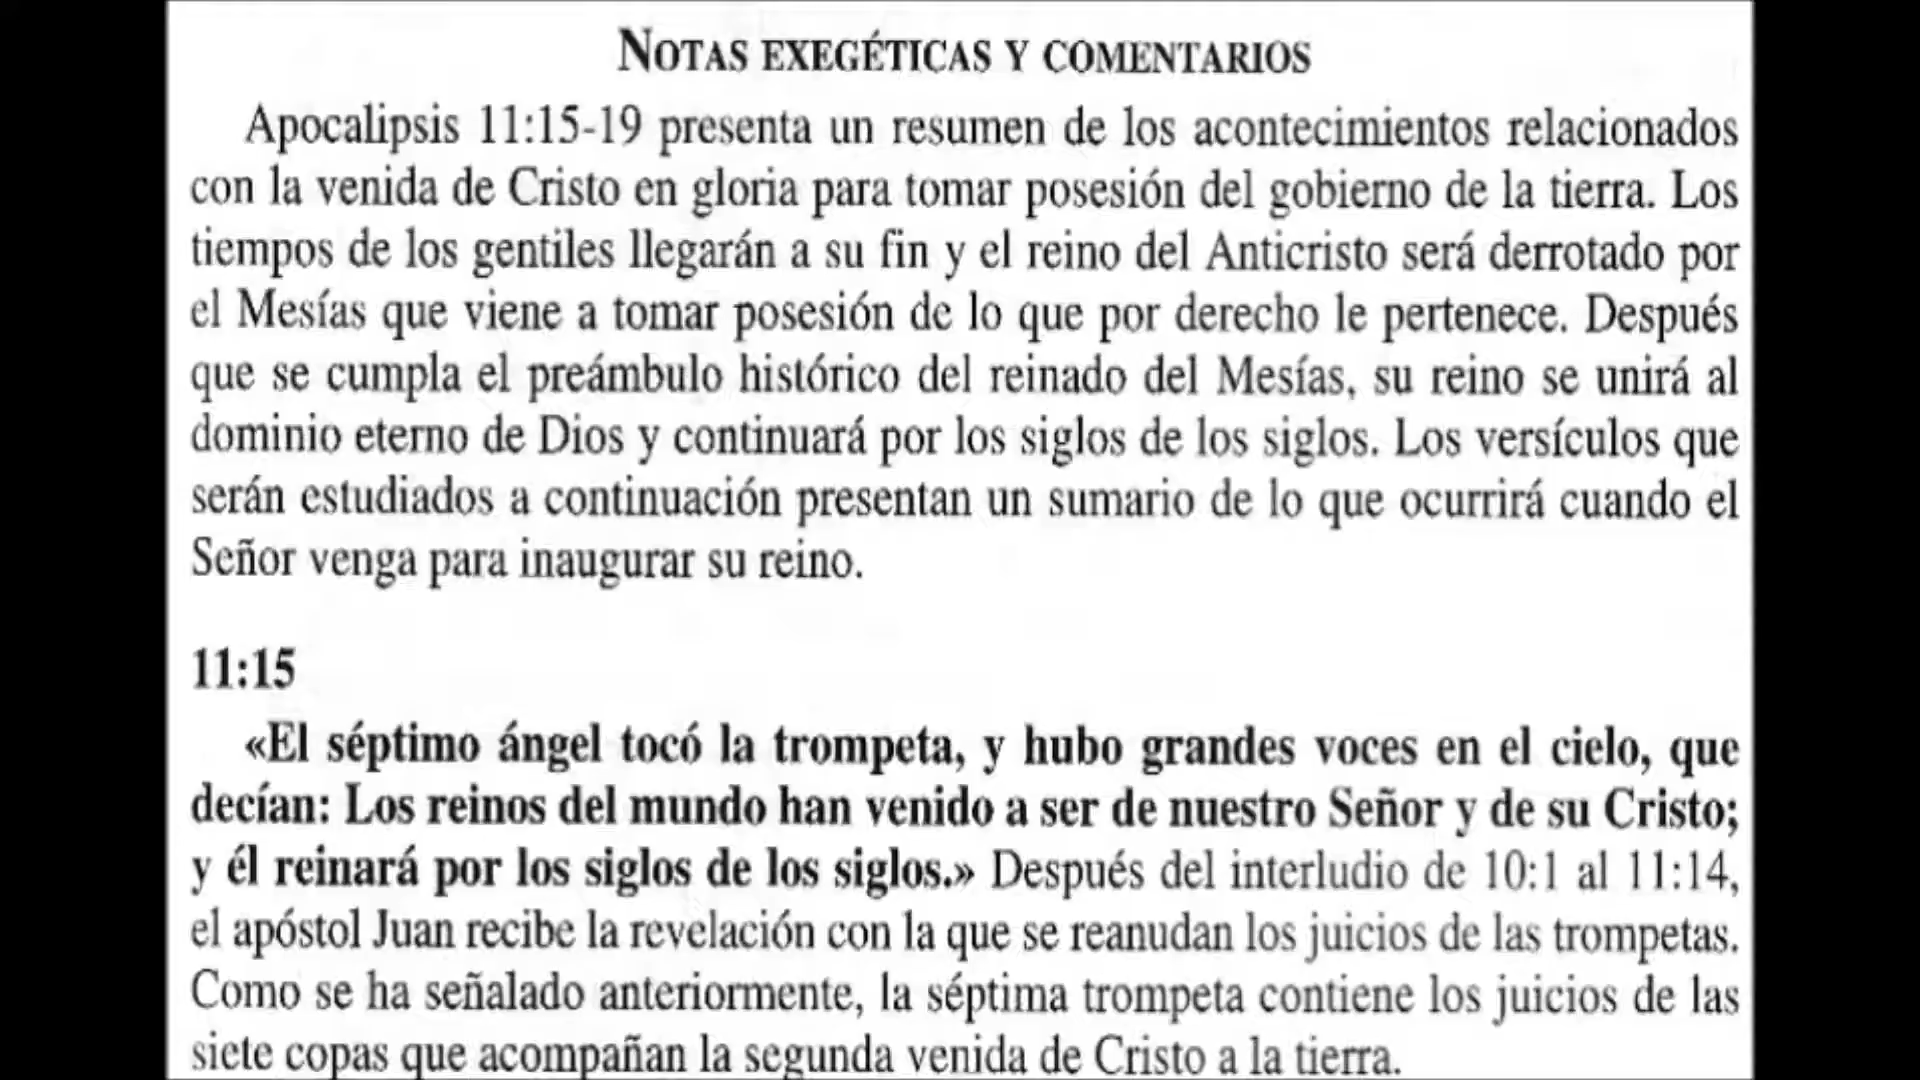 NOTAS EXEGÉTICAS Y COMENTARIOS
Apocalipsis 11:15-19 presenta un resumen de los acontecimientos relacionados
con la venida de Cristo en gloria para tomar posesión del gobierno de la tierra. Los
tiempos de los gentiles llegarán a su fin y el reino del Anticristo será derrotado por
el Mesías que viene a tomar posesión de lo que por derecho le pertenece. Después
que se cumpla el preámbulo histórico del reinado del Mesías, su reino se unirá al
dominio eterno de Dios y continuará por los siglos de los siglos. Los versículos que
serán estudiados a continuación presentan un sumario de lo que ocurrirá cuando el
Señor venga para inaugurar su reino.
11:15
«El séptimo ángel tocó la trompeta, y hubo grandes voces en el cielo, que
decían: Los reinos del mundo han venido a ser de nuestro Señor y de su Cristo;
y él reinará por los siglos de los siglos.» Después del interludio de 10:1 al 11:14,
el apóstol Juan recibe la revelación con la que se reanudan los juicios de las trompetas.
Como se ha señalado anteriormente, la séptima trompeta contiene los juicios de las
siete copas que acompañan la segunda venida de Cristo a la tierra.